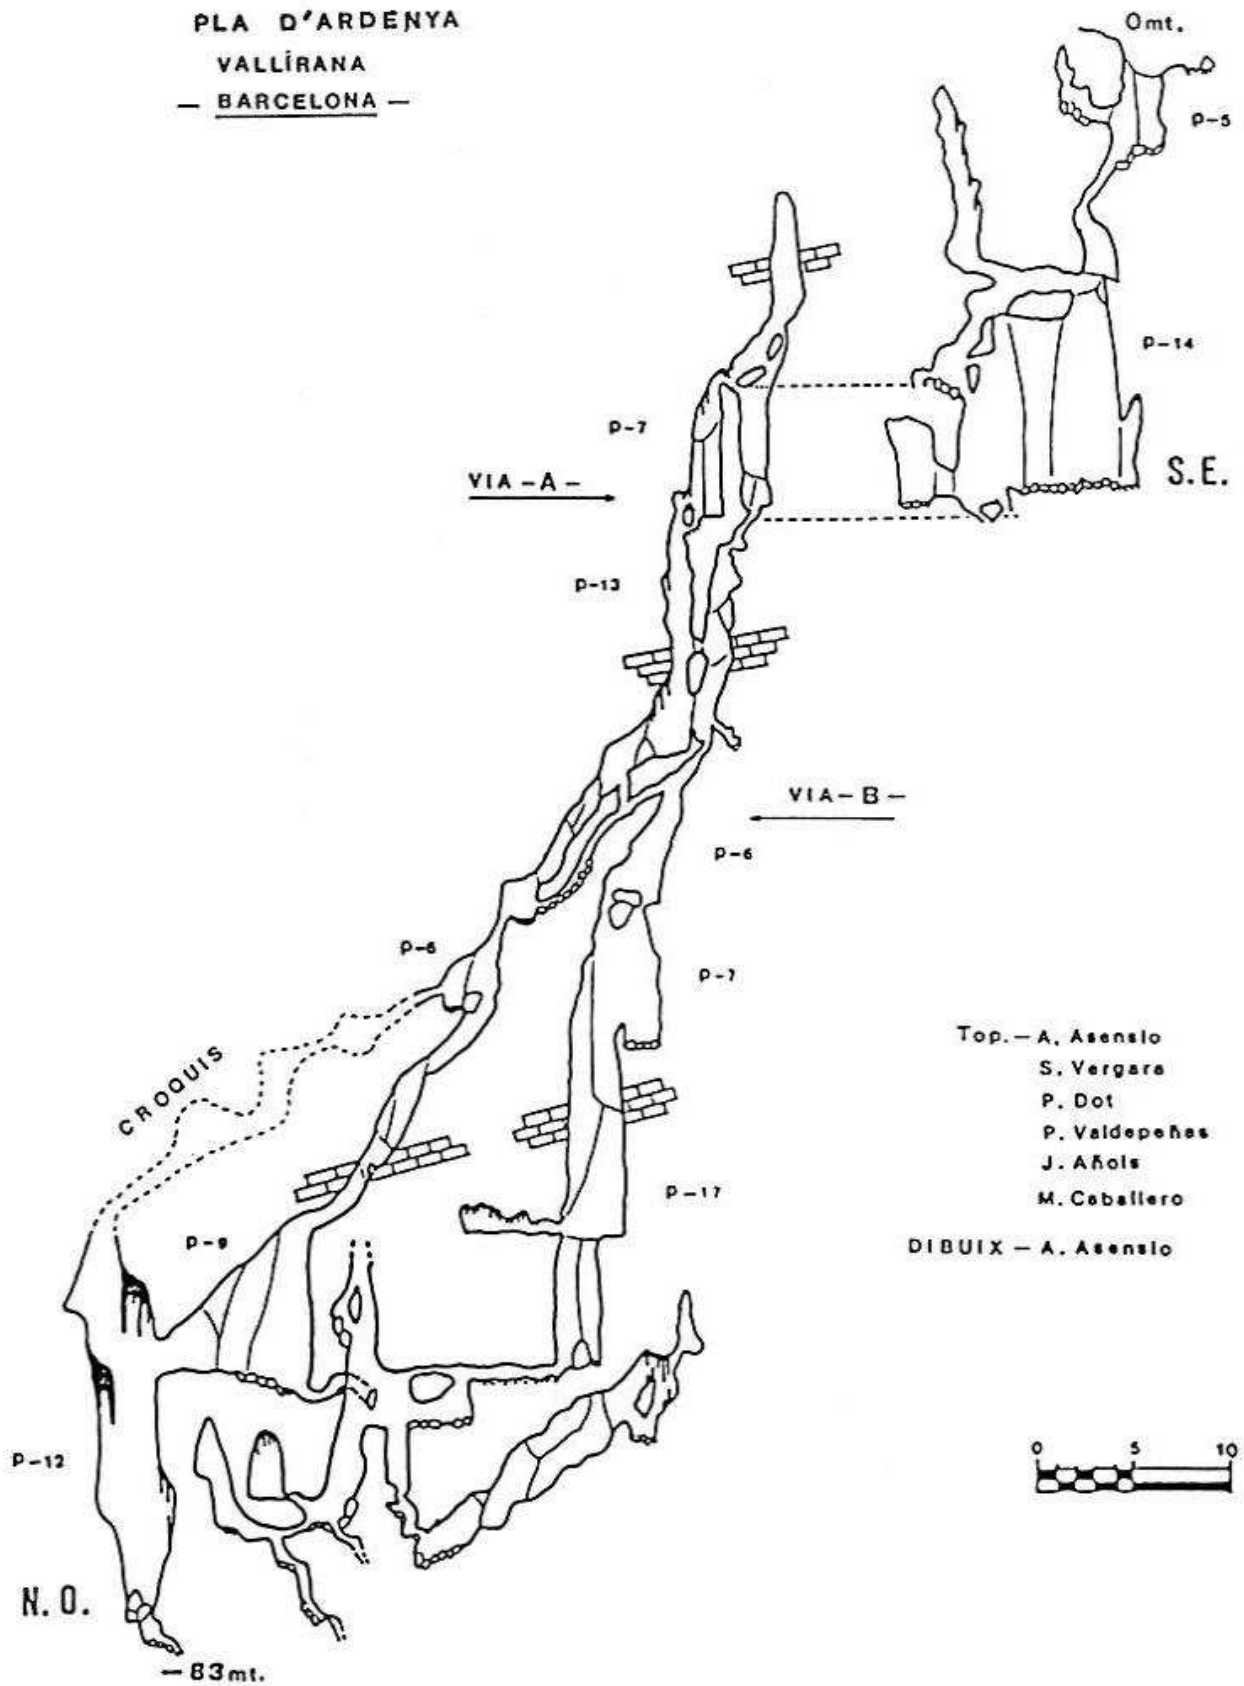 PLA D'ARDENYA
VALLIRANA
— BARCELONA —
0mt.
P-5
P-14
P-7
VIA-A-
S.E.
P-13
VIA-B-
P-6
P-6
P-7
CROQUIS
Top.— A. Asensio
S. Vergara
P. Dot
P. Valdepeñas
J. Añols
M. Caballero
P-17
P-9
DIBUIX — A. Asensio
0 5 10
P-12
N.O.
-83mt.